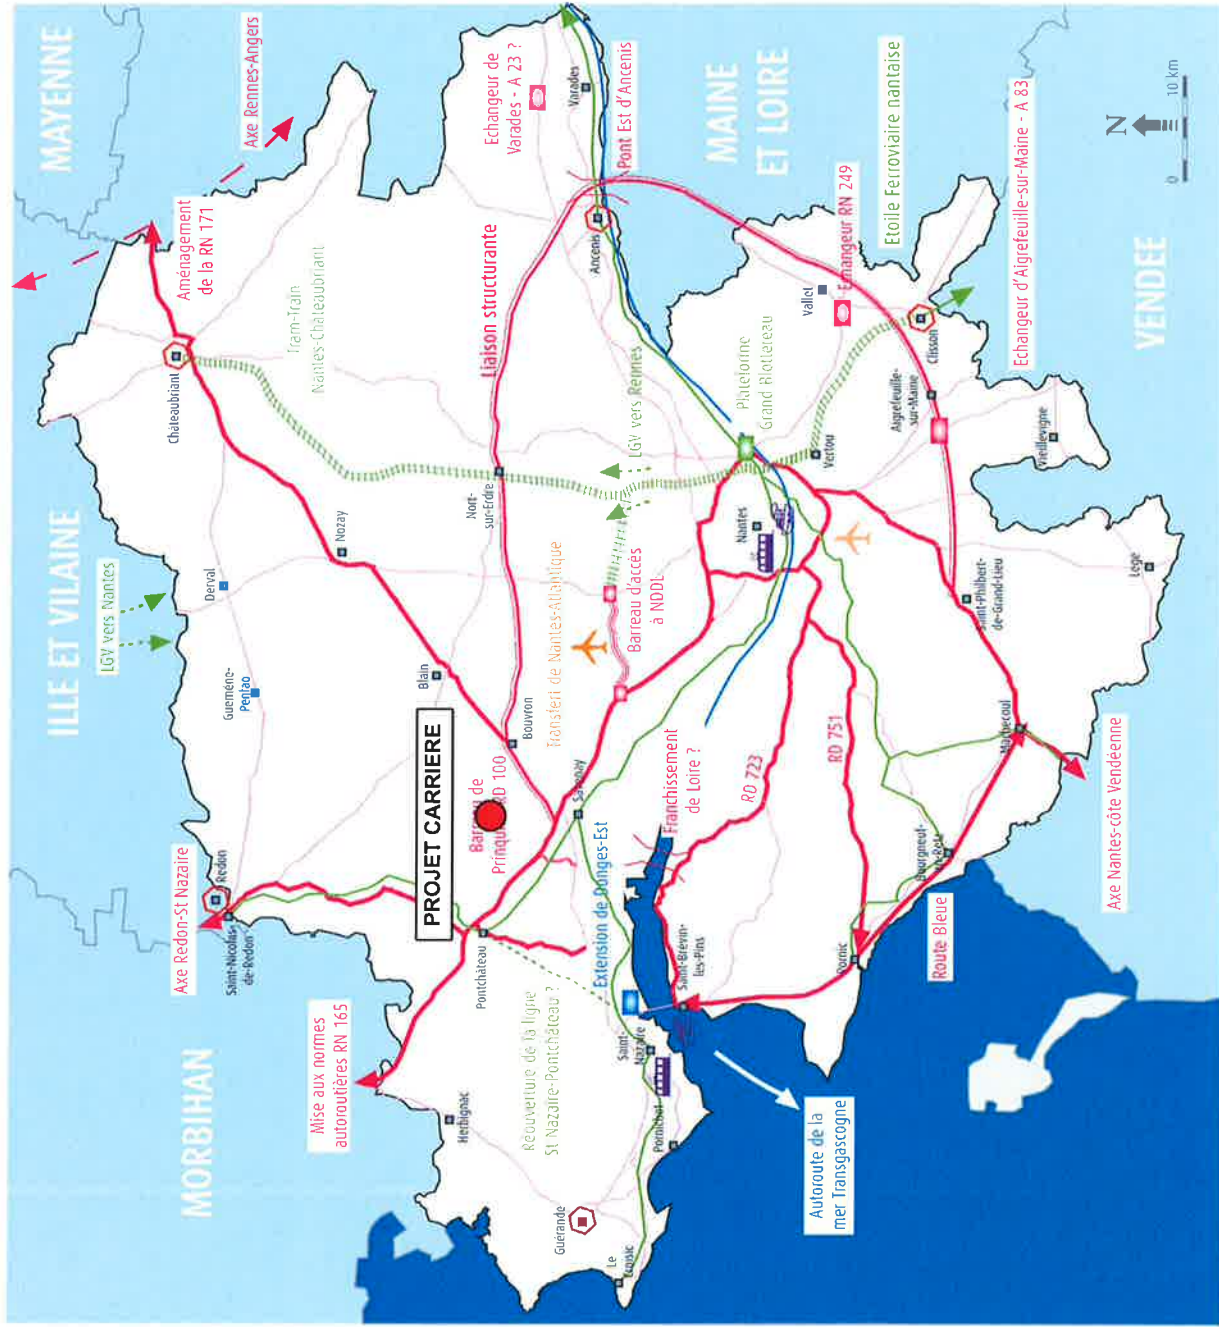 MAYENNE
ILLE ET VILAINE
MORBIHAN
LGV vers Nantes
Axe Rennes-Angers
Aménagement
de la RN 171
Axe Redon-St Nazaire
Redon
Saint-Nicolas-
de-Redon
Châteaubriant
Derval
Guémené-
Penfao
Tram-Train
Nantes-Châteaubriant
Mise aux normes
autoroutières RN 165
Nozay
Blain
PROJET CARRIERE
Herbignac
Pontchâteau
Nort-
sur-Erdre
Liaison structurante
Echangeur de
Varades - A 23 ?
Bouvron
Barreau de
Prinquiau RD 100
Réouverture de la ligne
St Nazaire-Pontchâteau ?
Transfert de Nantes-Atlantique
Varades
Savenay
Guérande
Ancenis
Pont Est d'Ancenis
Extension de Donges-Est
LGV vers Rennes
Barreau d'accès
à NDDL
Le
Croisic
Saint-
Nazaire
Pornichet
Franchissement
de Loire ?
Saint-Brévin-
les-Pins
MAINE
ET LOIRE
Plateforme
Grand Blottereau
Nantes
RD 723
Vallet
Echangeur RN 249
Vertou
RD 751
Autoroute de la
mer Transgascogne
Pornic
Etoile Ferroviaire nantaise
Aigrefeuille-
sur-Maine
Clisson
Bourgneuf-
en-Retz
Route Bleue
Saint-Philbert-
de-Grand-Lieu
Machecoul
Echangeur d'Aigrefeuille-sur-Maine - A 83
Vieillevigne
Legé
Axe Nantes-côte Vendéenne
VENDEE
N
0 10 km